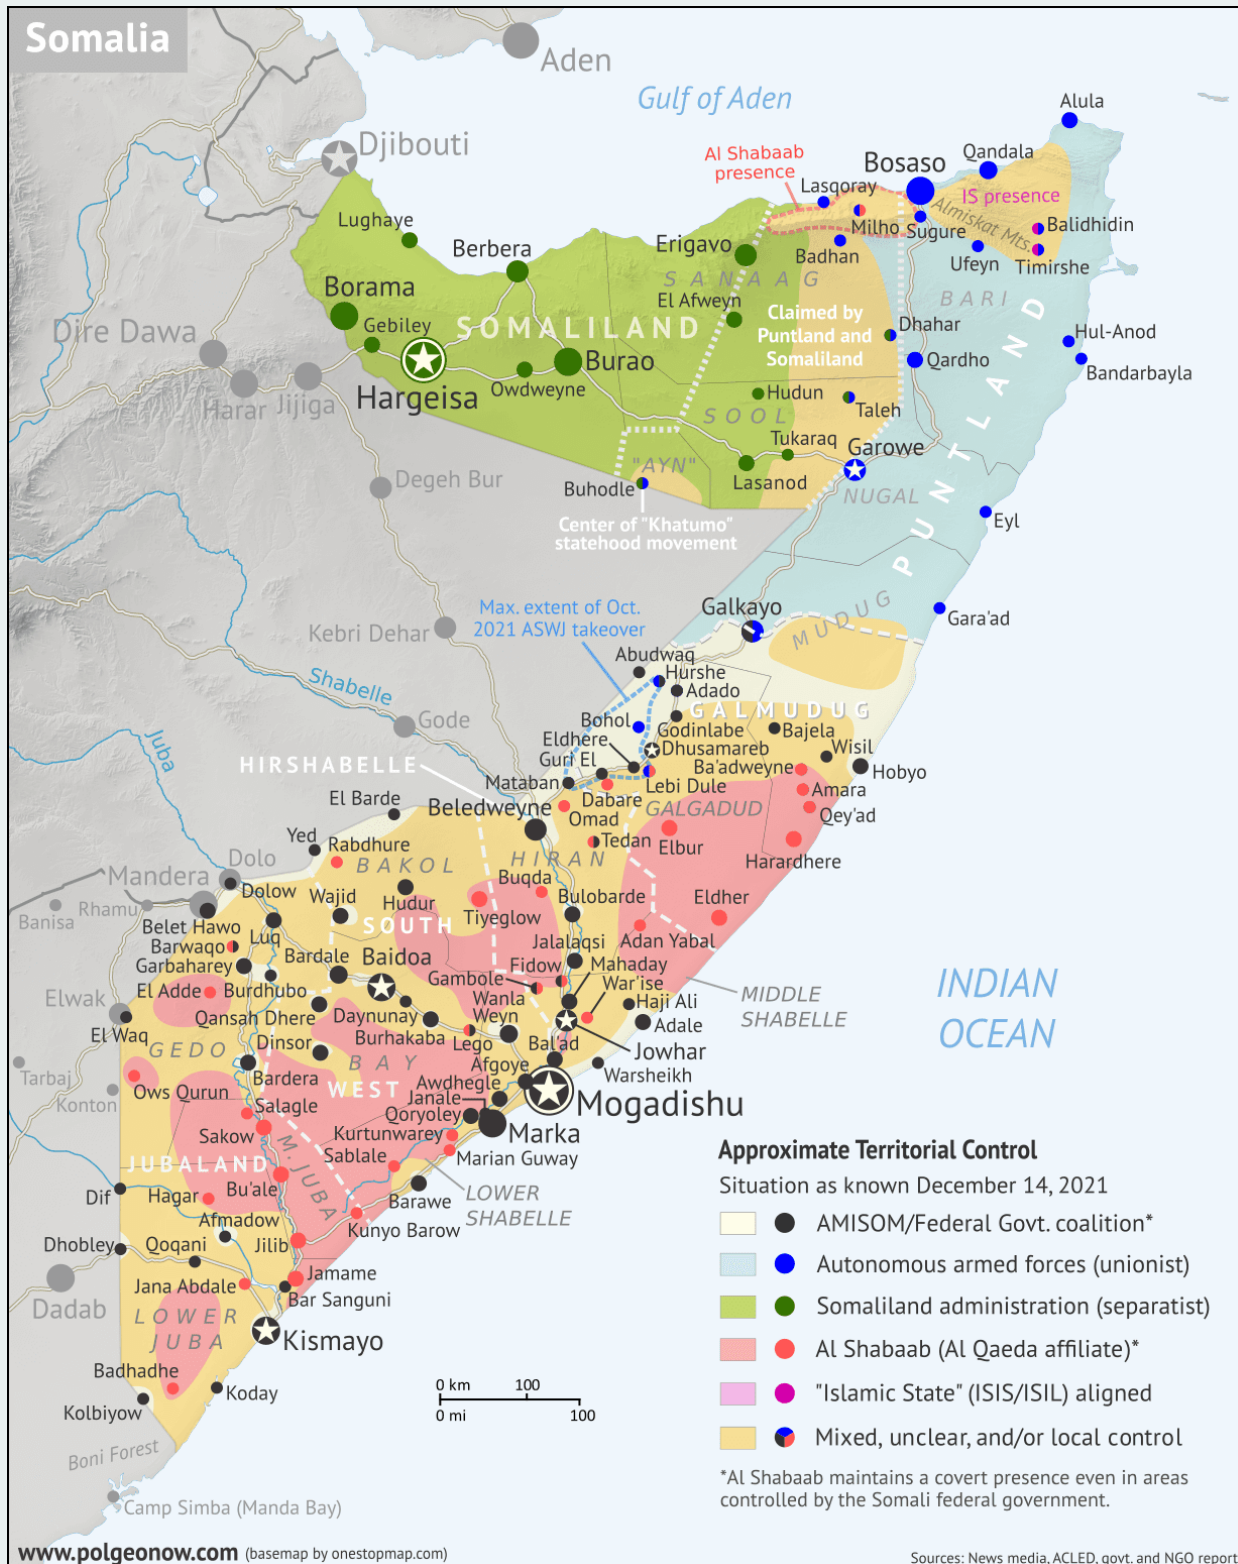 Somalia
Aden
Gulf of Aden
Alula
Djibouti
Al Shabaab
presence
Bosaso
Qandala
Lasqoray
IS presence
Lughaye
Almiskat Mts.
Balidhidin
Berbera
Erigavo
Milho
Sugure
Badhan
Ufeyn
Timirshe
SANAAG
Borama
El Afweyn
BARI
Dire Dawa
Gebiley
SOMALILAND
Claimed by
Puntland and
Somaliland
Dhahar
Hul-Anod
Burao
Qardho
Bandarbayla
Owdweyne
Hargeisa
Harar
Jijiga
Hudun
Taleh
SOOL
PUNTLAND
Tukaraq
Garowe
"AYN"
Degeh Bur
Buhodle
Lasanod
NUGAL
Center of "Khatumo"
statehood movement
Eyl
Max. extent of Oct.
2021 ASWJ takeover
Galkayo
Gara'ad
MUDUG
Kebri Dehar
Abudwaq
Hurshe
Shabelle
Adado
GALMUDUG
Gode
Bohol
Godinlabe
Bajela
Juba
Eldhere
Dhusamareb
Wisil
HIRSHABELLE
Guri El
Ba'adweyne
Hobyo
Mataban
Lebi Dule
Amara
El Barde
Dabare
GALGADUD
Beledweyne
Omad
Qey'ad
Yed
Rabdhure
Tedan
Elbur
Dolo
BAKOL
HIRAN
Harardhere
Mandera
Dolow
Wajid
Buqda
Rhamu
Hudur
Bulobarde
Eldher
Banisa
Belet Hawo
SOUTH
Tiyeglow
Barwaqo
Luq
Jalalaqsi
Adan Yabal
Garbaharey
Bardale
Baidoa
Fidow
Mahaday
El Adde
Burdhubo
Gambole
War'ise
INDIAN
OCEAN
MIDDLE
SHABELLE
Elwak
Qansah Dhere
Daynunay
Wanla
Weyn
Haji Ali
El Waq
Adale
Burhakaba
Dinsor
Lego
Bal'ad
Jowhar
GEDO
BAY
Afgoye
Warsheikh
Tarbaj
Bardera
Awdhegle
Ows Qurun
WEST
Janale
Mogadishu
Konton
Salagle
Qoryoley
Sakow
Kurtunwarey
Marka
Sablale
Marian Guway
JUBALAND
M. JUBA
Dif
Hagar
Bu'ale
Barawe
LOWER
SHABELLE
Afmadow
Kunyo Barow
Dhobley
Qoqani
Jilib
Jana Abdale
Jamame
Dadab
Bar Sanguni
LOWER
JUBA
Kismayo
Badhadhe
Koday
Kolbiyow
Boni Forest
Camp Simba (Manda Bay)
0 km 100
0 mi 100
Approximate Territorial Control
Situation as known December 14, 2021
AMISOM/Federal Govt. coalition*
Autonomous armed forces (unionist)
Somaliland administration (separatist)
Al Shabaab (Al Qaeda affiliate)*
"Islamic State" (ISIS/ISIL) aligned
Mixed, unclear, and/or local control
*Al Shabaab maintains a covert presence even in areas
controlled by the Somali federal government.
www.polgeonow.com (basemap by onestopmap.com)
Sources: News media, ACLED, govt. and NGO report